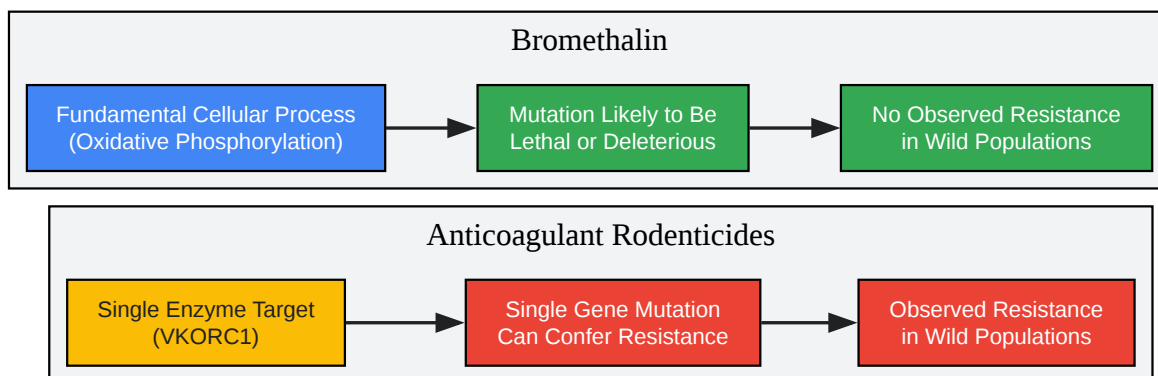 Bromethalin
Fundamental Cellular Process
(Oxidative Phosphorylation)
Mutation Likely to Be
Lethal or Deleterious
No Observed Resistance
in Wild Populations
Anticoagulant Rodenticides
Single Enzyme Target
(VKORC1)
Single Gene Mutation
Can Confer Resistance
Observed Resistance
in Wild Populations